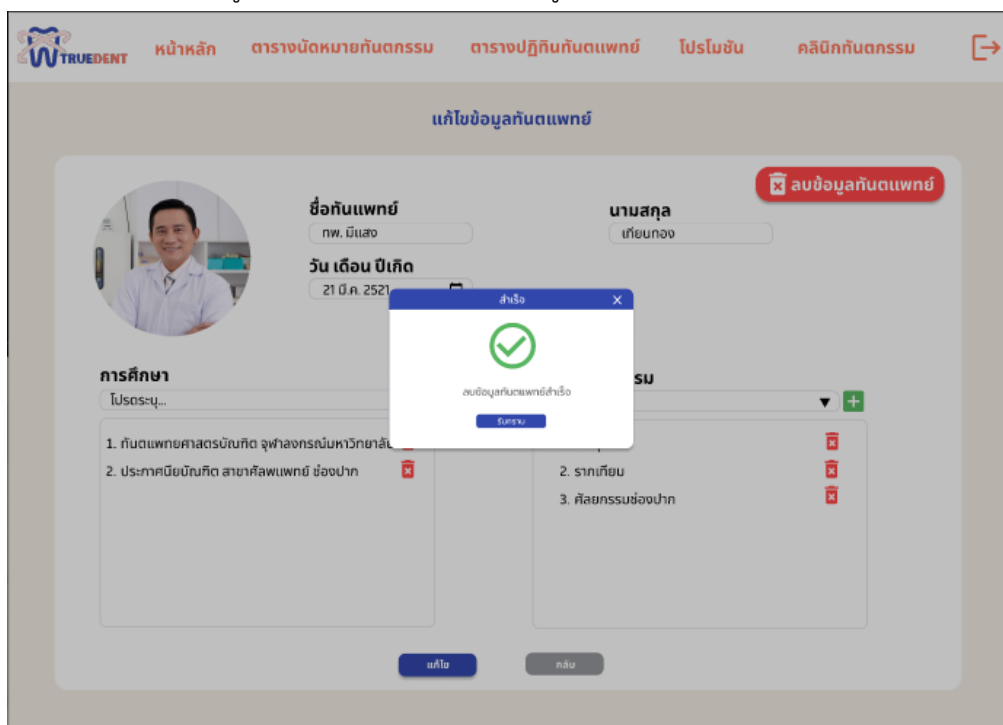 TRUEDENT
หน้าหลัก ตารางนัดหมายทันตกรรม ตารางปฏิทินทันตแพทย์ โปรโมชัน คลินิกทันตกรรม
แก้ไขข้อมูลทันตแพทย์
ลบข้อมูลทันตแพทย์
ชื่อทันแพทย์ นามสกุล
ทพ. มีแสง เทียนทอง
วัน เดือน ปีเกิด
21 มี.ค. 2521
สำเร็จ X
ลบข้อมูลทันตแพทย์สำเร็จ
รับทราบ
การศึกษา
โปรดระบุ...
1. ทันตแพทยศาสตรบัณฑิต จุฬาลงกรณ์มหาวิทยาลัย
2. ประกาศนียบัณฑิต สาขาศัลพแพทย์ ช่องปาก
รม
2. รากเทียม
3. ศัลยกรรมช่องปาก
แก้ไข กลับ